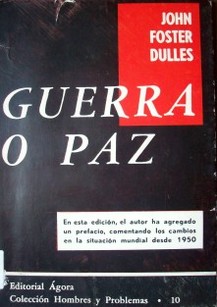 JOHN
FOSTER
DULLES
GUERRA
O PAZ
En esta edición, el autor ha agregado
un prefacio, comentando los cambios
en la situación mundial desde 1950
Editorial Ágora
Colección Hombres y Problemas • 10